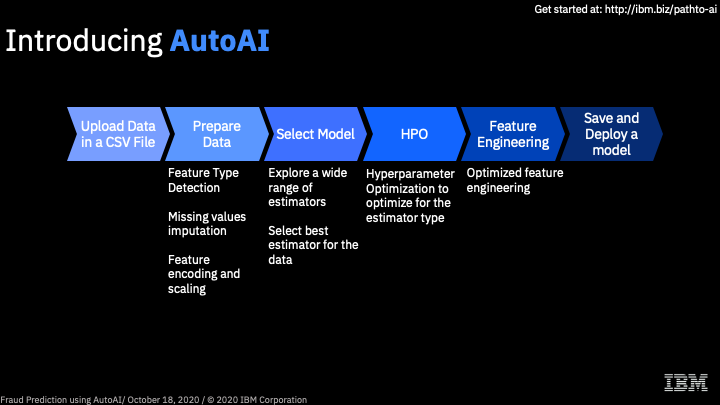 Get started at: http://ibm.biz/pathto-ai
Introducing AutoAI
Upload Data
in a CSV File
Prepare
Data
Select Model
HPO
Feature
Engineering
Save and
Deploy a
model
Feature Type
Detection
Missing values
imputation
Feature
encoding and
scaling
Explore a wide
range of
estimators
Select best
estimator for the
data
Hyperparameter
Optimization to
optimize for the
estimator type
Optimized feature
engineering
IBM
Fraud Prediction using AutoAI/ October 18, 2020 / © 2020 IBM Corporation